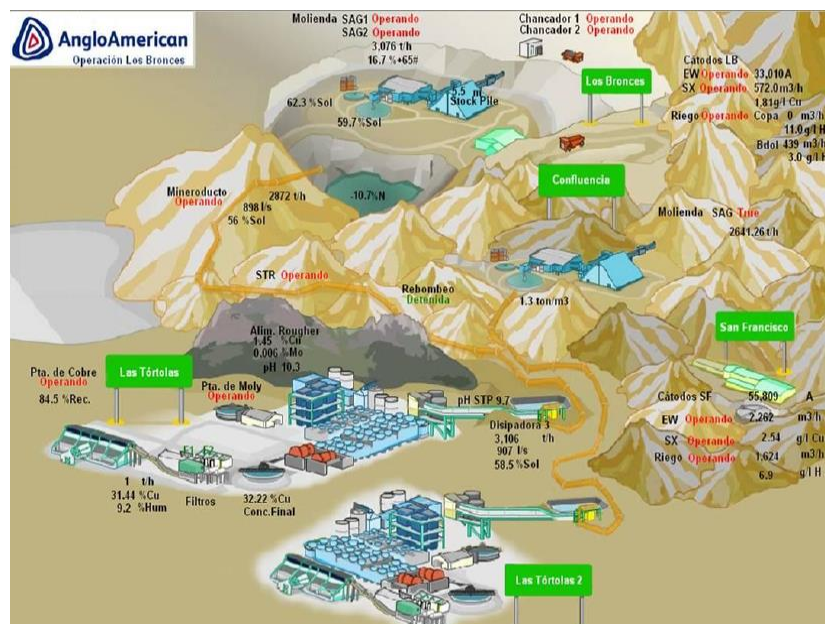 AngloAmerican
Operación Los Bronces
Molienda SAG1 Operando
SAG2 Operando
3,076 t/h
16.7 %+65#
Chancador 1 Operando
Chancador 2 Operando
Los Bronces
Cátodos LB
EW Operando 33,010 A
SX Operando 572.0 m3/h
1,81 g/l Cu
Riego Operando Copa 0 m3/h
11.0 g/l H
Bdol 439 m3/h
3.0 g/l H
5.5 m
Stock Pile
62.3 %Sol
59.7 %Sol
Mineroducto
Operando
2872 t/h
898 l/s
56 %Sol
-10.7%N
Confluencia
Molienda SAG True
2641.26 t/h
STR Operando
Rebombeo
Detenida
1.3 ton/m3
San Francisco
Alim. Rougher
1.45 %Cu
0.006 %Mo
pH 10.3
Pta. de Cobre
Operando
84.5 %Rec.
Las Tórtolas
Pta. de Moly
Operando
pH STP 9.7
Disipadora 3
3,106 t/h
907 l/s
58.5 %Sol
Cátodos SF 55,809 A
EW Operando 2,262 m3/h
SX Operando 2.54 g/l Cu
Riego Operando 1,624 m3/h
6.9 g/l H
1 t/h
31.44 %Cu
9.2 %Hum
Filtros
32.22 %Cu
Conc.Final
Las Tórtolas 2